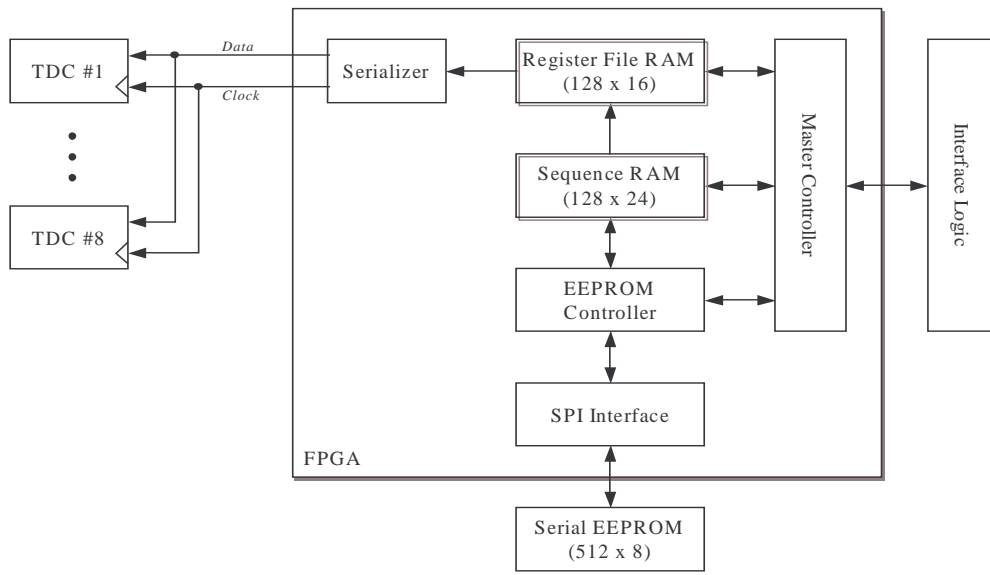 TDC #1
Data
Clock
TDC #8
Serializer
Register File RAM
(128 x 16)
Sequence RAM
(128 x 24)
EEPROM
Controller
SPI Interface
FPGA
Serial EEPROM
(512 x 8)
Master Controller
Interface Logic